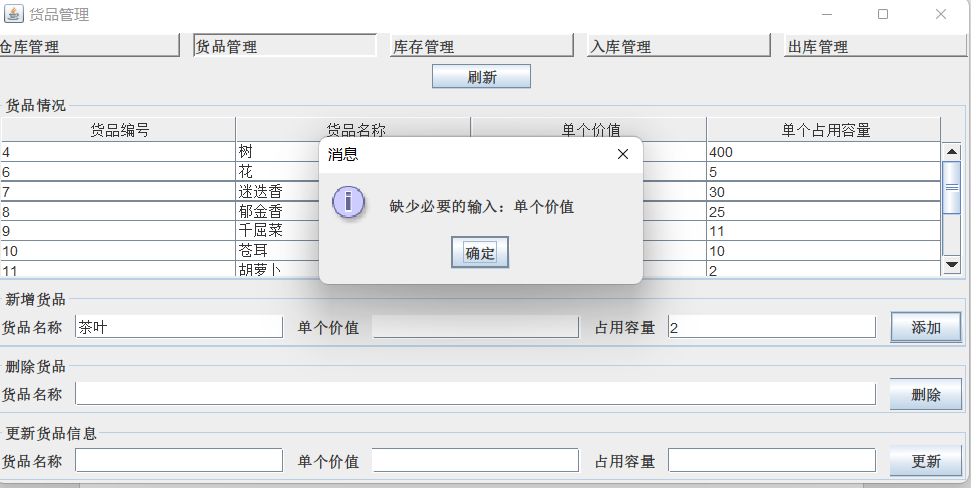 货品管理
仓库管理 货品管理 库存管理 入库管理 出库管理
刷新
货品情况
货品编号 货品名称 单个价值 单个占用容量
4 树 400
6 花 5
7 迷迭香 30
8 郁金香 25
9 千屈菜 11
10 苍耳 10
11 胡萝卜 2
消息
缺少必要的输入：单个价值
确定
新增货品
货品名称 茶叶 单个价值 占用容量 2 添加
删除货品
货品名称 删除
更新货品信息
货品名称 单个价值 占用容量 更新